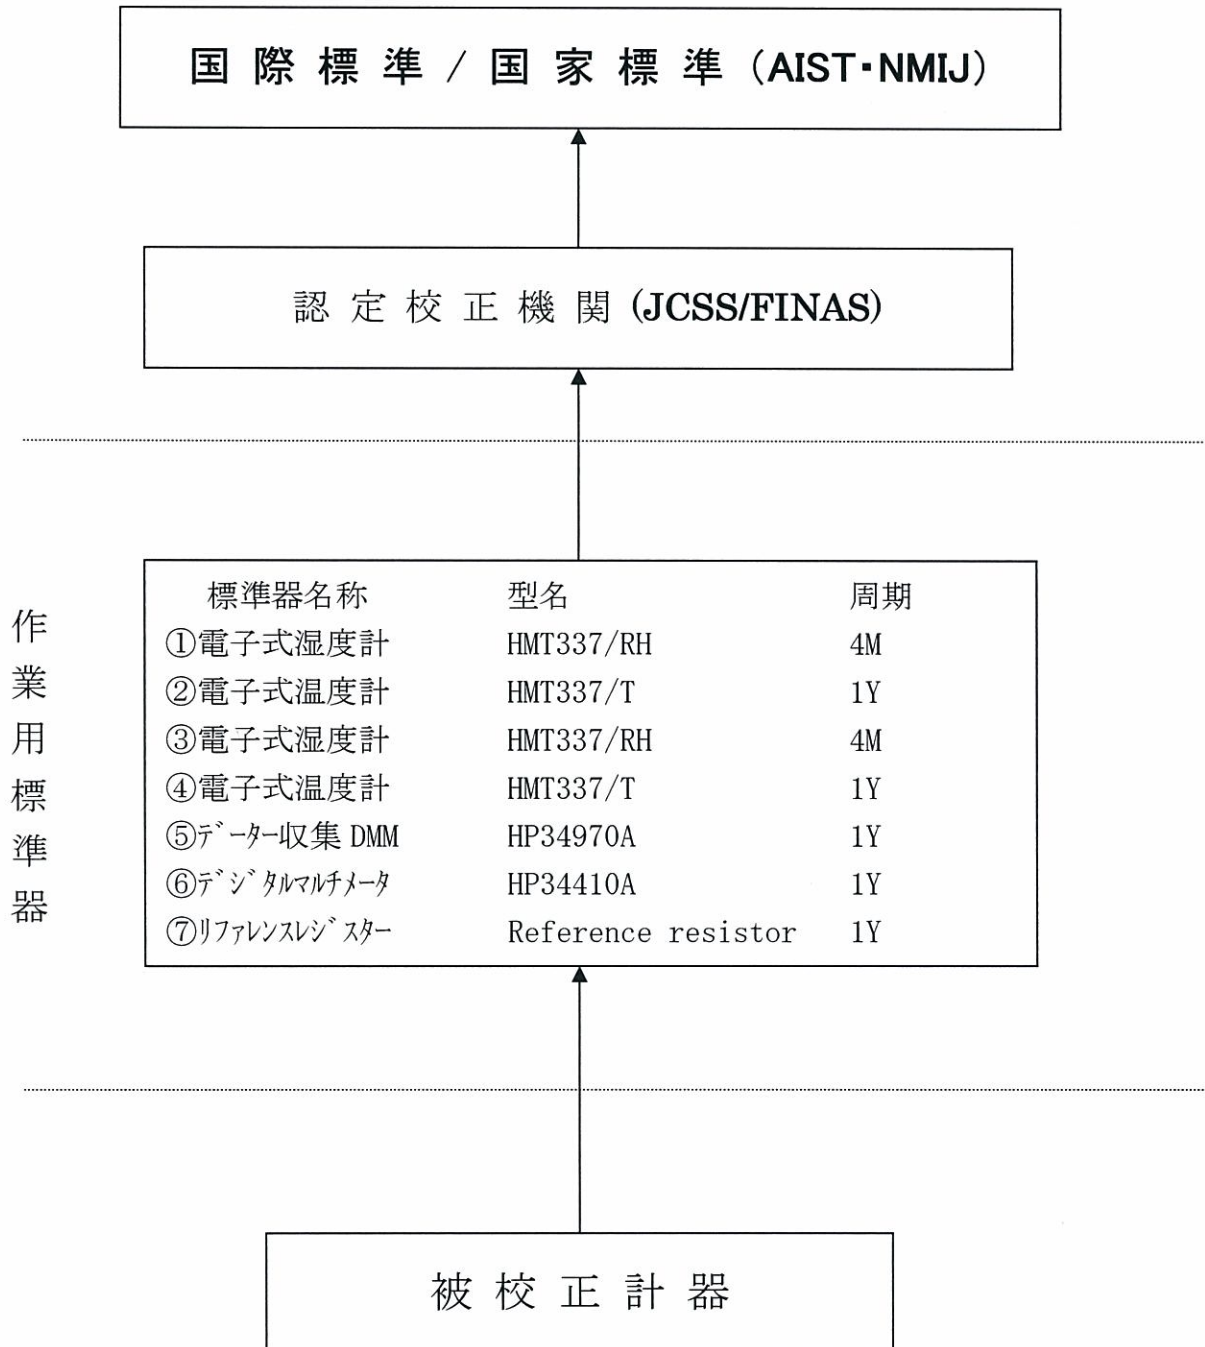 国際標準/国家標準(AIST・NMIJ)
認定校正機関(JCSS/FINAS)
作業用標準器
標準器名称 型名 周期
①電子式湿度計 HMT337/RH 4M
②電子式温度計 HMT337/T 1Y
③電子式湿度計 HMT337/RH 4M
④電子式温度計 HMT337/T 1Y
⑤ﾃﾞｰﾀｰ収集 DMM HP34970A 1Y
⑥ﾃﾞｼﾞﾀﾙﾏﾙﾁﾒｰﾀ HP34410A 1Y
⑦ﾘﾌｧﾚﾝｽﾚｼﾞｽﾀｰ Reference resistor 1Y
被校正計器